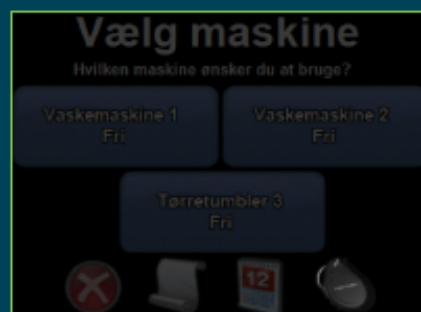 Vælg maskine
Hvilken maskine ønsker du at bruge?
Vaskemaskine 1
Fri
Vaskemaskine 2
Fri
Tørretumbler 3
Fri
12